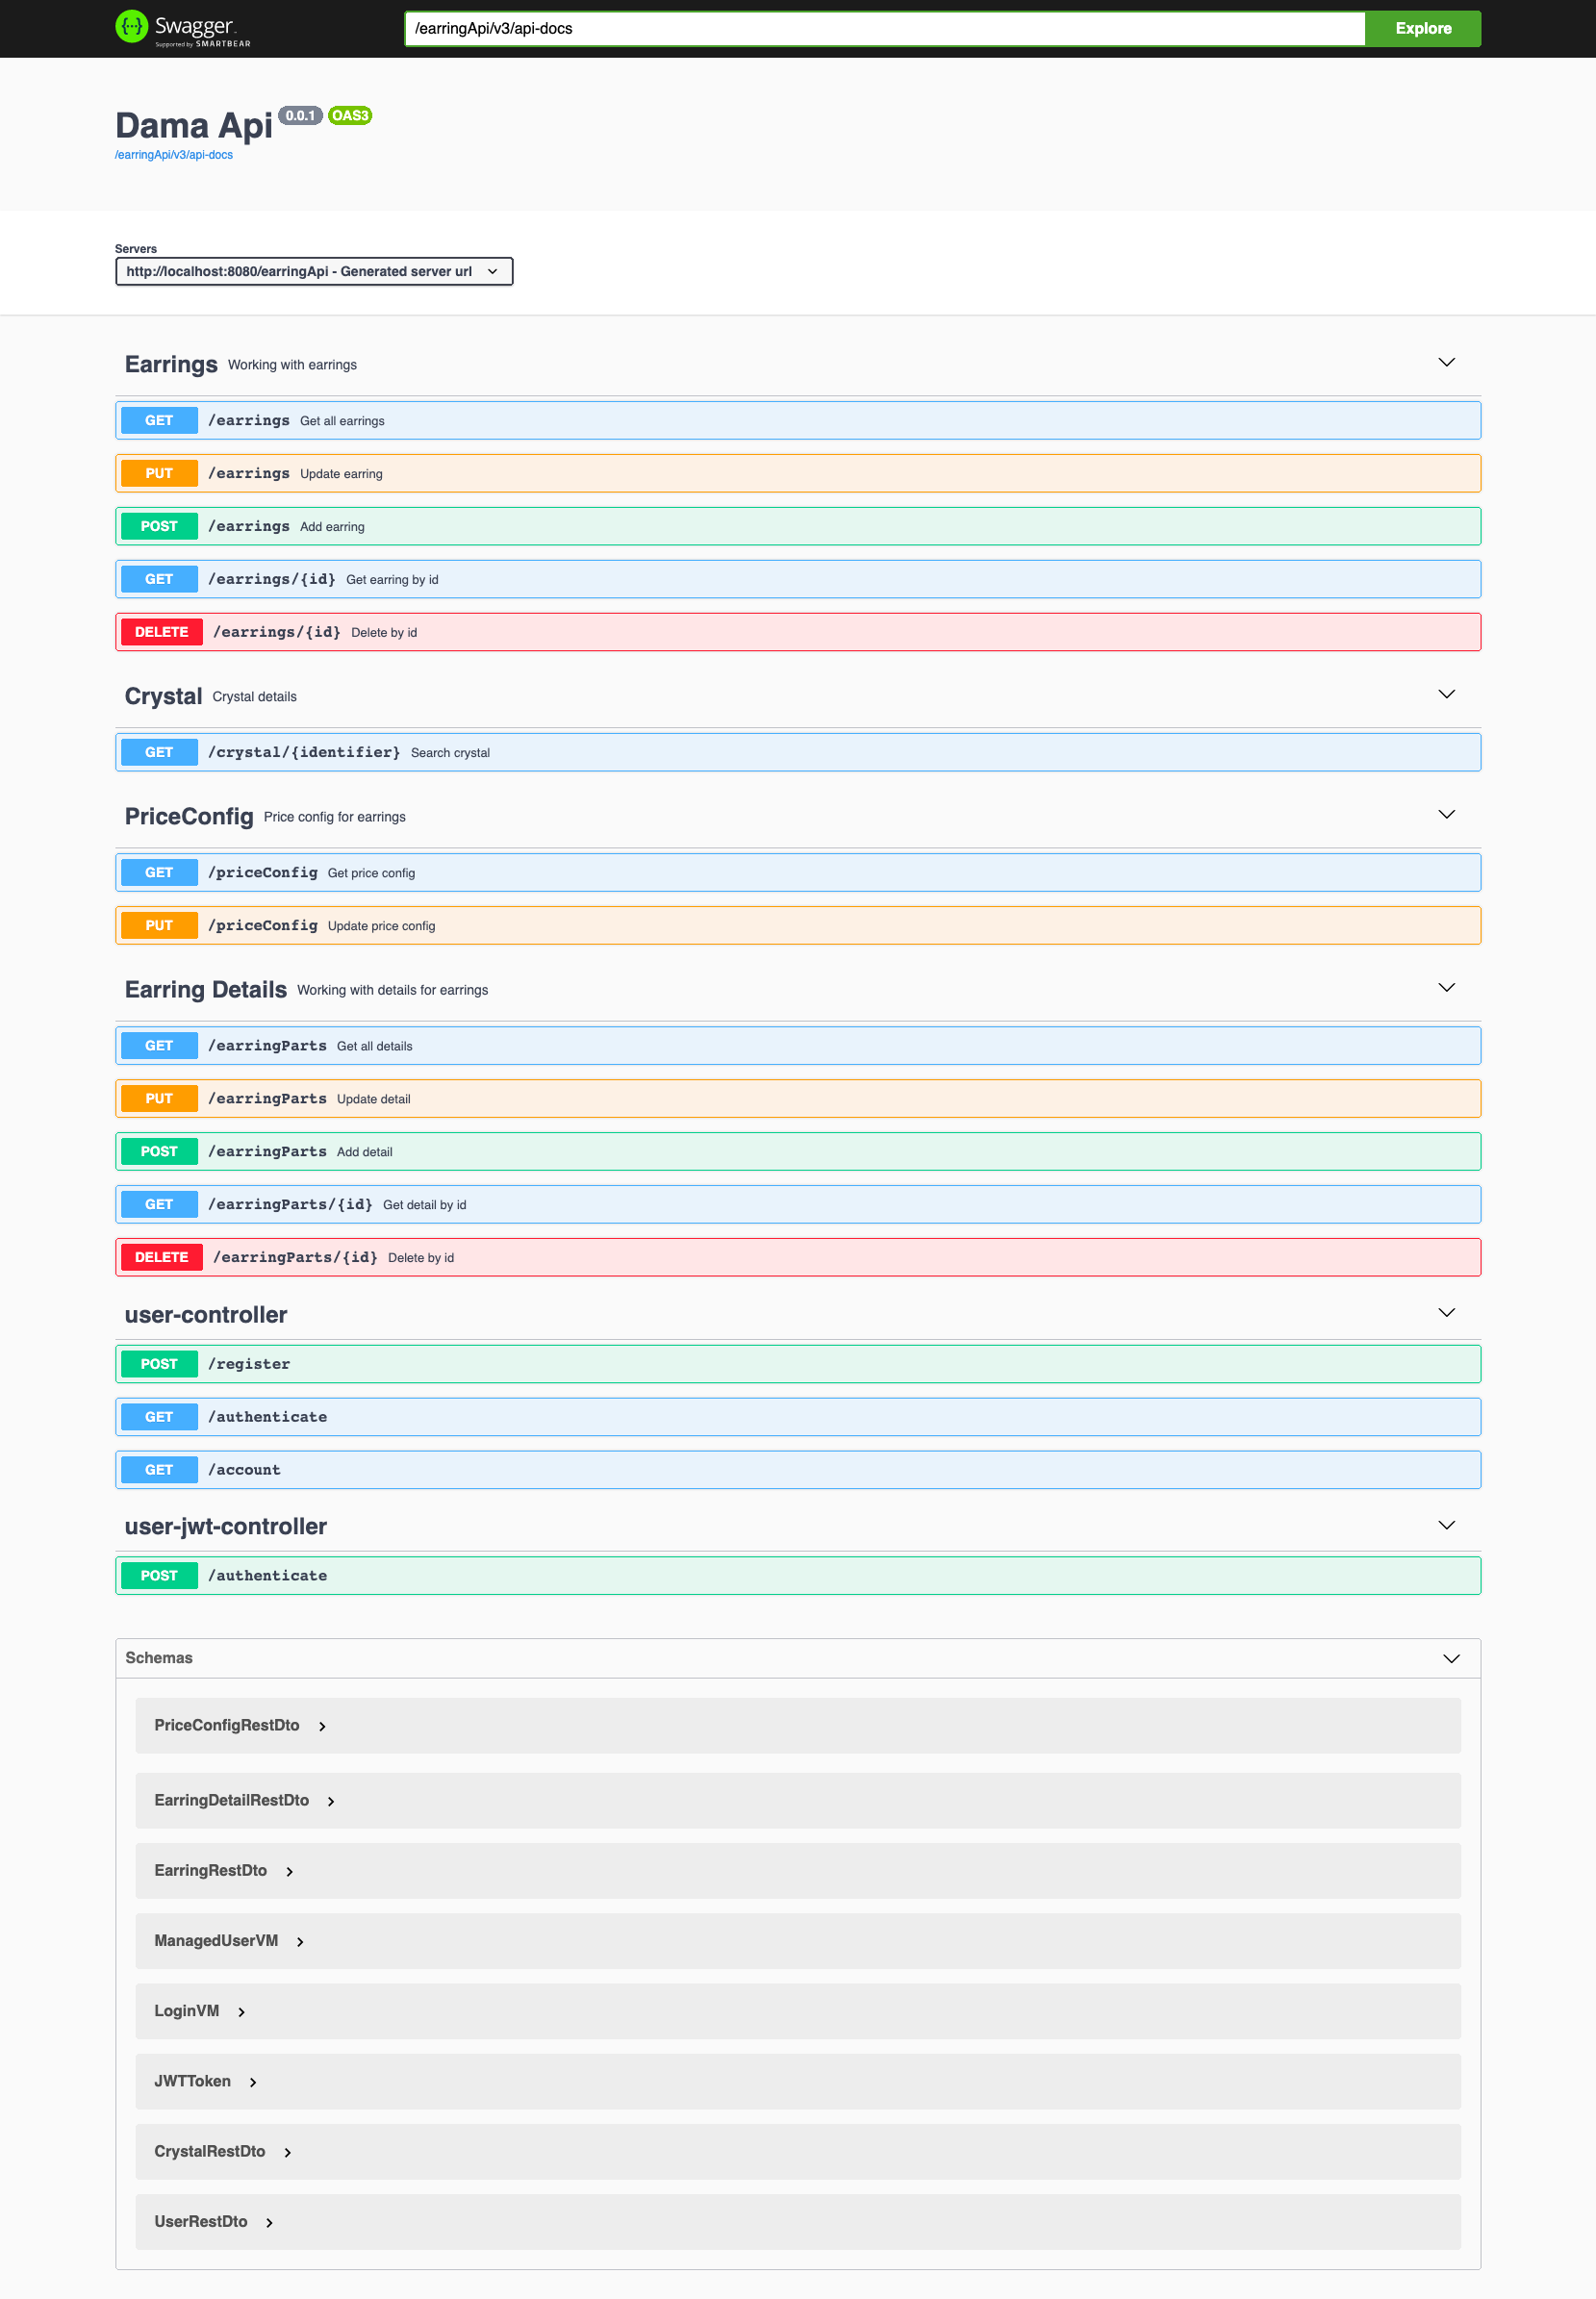 Swagger
Supported by SMARTBEAR
/earringApi/v3/api-docs
Explore
Dama Api 0.0.1 OAS3
/earringApi/v3/api-docs
Servers
http://localhost:8080/earringApi - Generated server url
Earrings Working with earrings
GET /earrings Get all earrings
PUT /earrings Update earring
POST /earrings Add earring
GET /earrings/{id} Get earring by id
DELETE /earrings/{id} Delete by id
Crystal Crystal details
GET /crystal/{identifier} Search crystal
PriceConfig Price config for earrings
GET /priceConfig Get price config
PUT /priceConfig Update price config
Earring Details Working with details for earrings
GET /earringParts Get all details
PUT /earringParts Update detail
POST /earringParts Add detail
GET /earringParts/{id} Get detail by id
DELETE /earringParts/{id} Delete by id
user-controller
POST /register
GET /authenticate
GET /account
user-jwt-controller
POST /authenticate
Schemas
PriceConfigRestDto
EarringDetailRestDto
EarringRestDto
ManagedUserVM
LoginVM
JWTToken
CrystalRestDto
UserRestDto